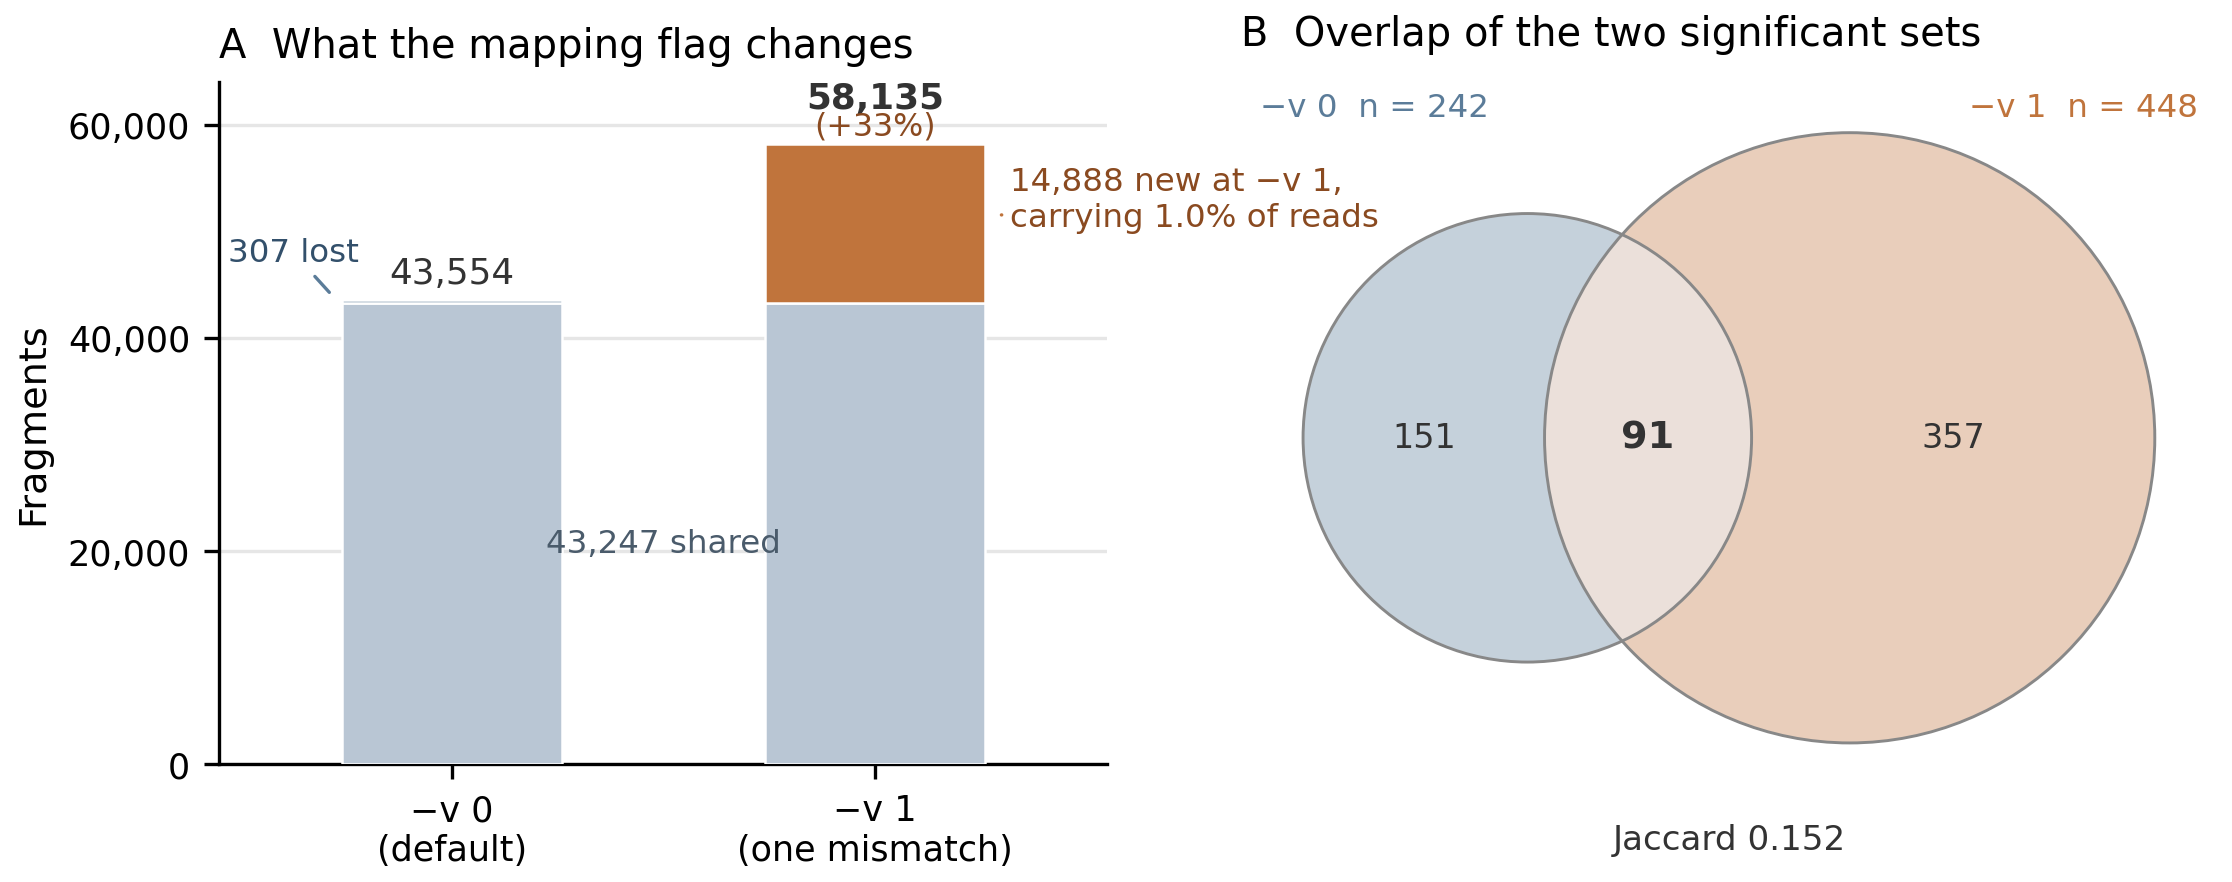 A  What the mapping flag changes
58,135
(+33%)
60,000
14,888 new at −v 1,
carrying 1.0% of reads
307 lost
43,554
40,000
Fragments
43,247 shared
20,000
0
−v 0
(default)
−v 1
(one mismatch)
B  Overlap of the two significant sets
−v 0  n = 242
−v 1  n = 448
151
91
357
Jaccard 0.152